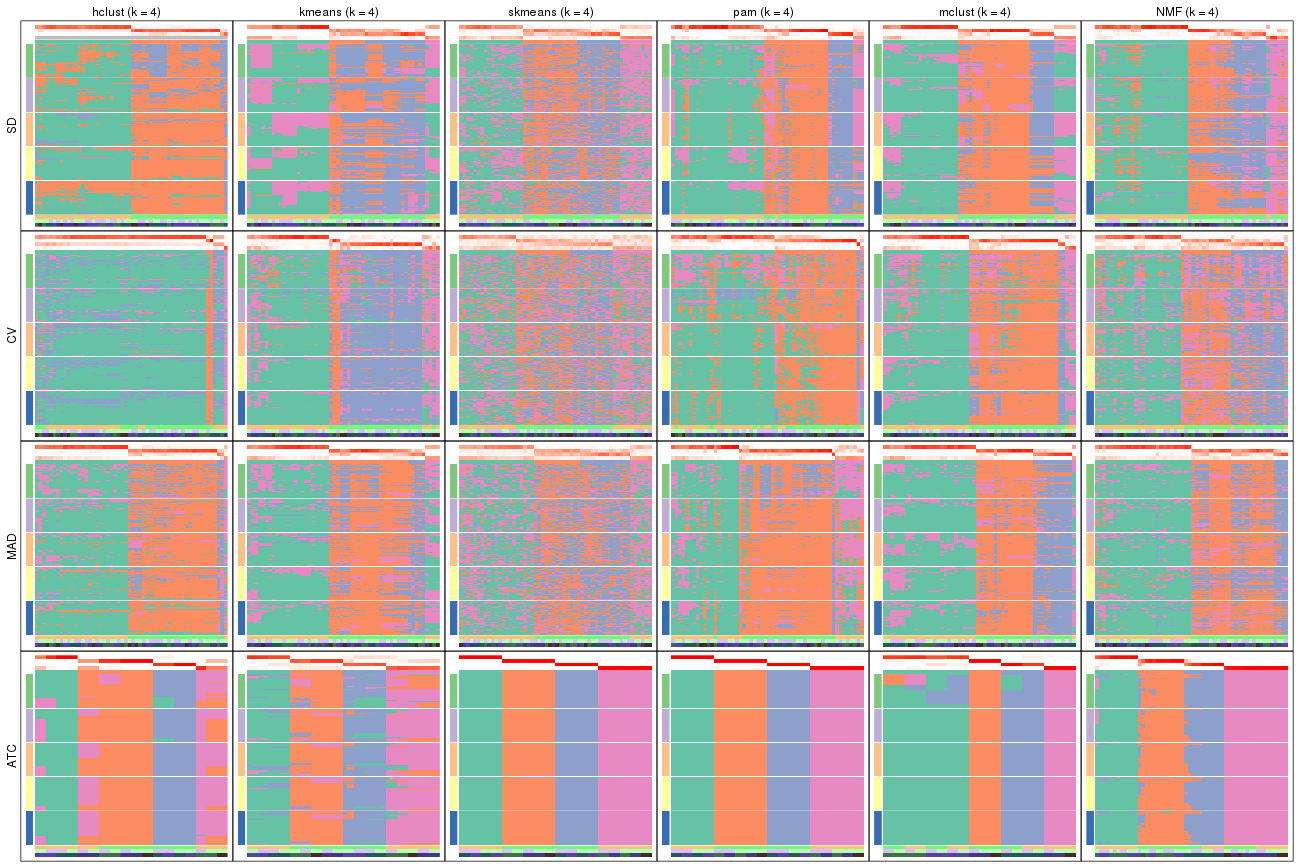 hclust (k = 4)
kmeans (k = 4)
skmeans (k = 4)
pam (k = 4)
mclust (k = 4)
NMF (k = 4)
SD
CV
MAD
ATC